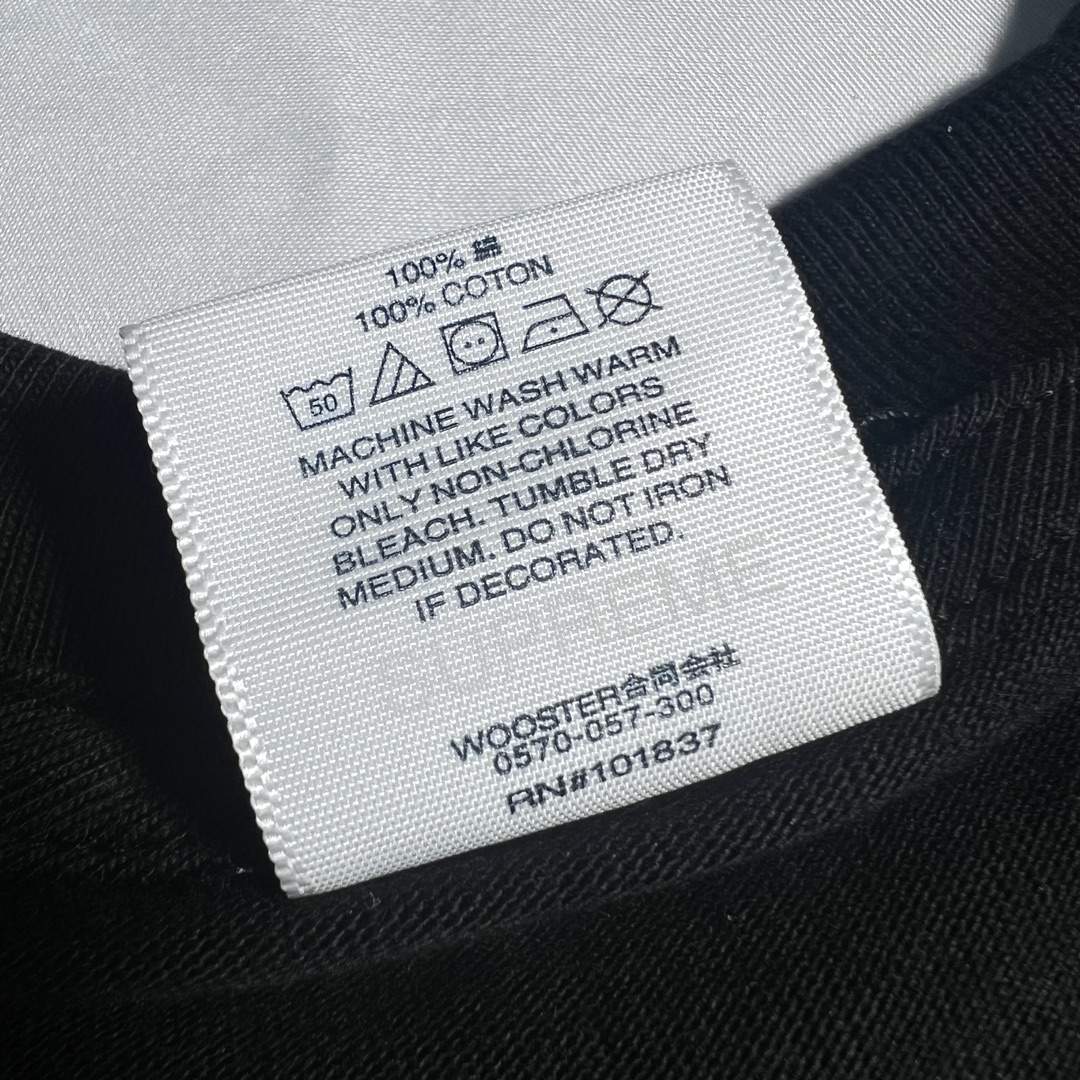 100% 綿
100% COTON
50
MACHINE WASH WARM
WITH LIKE COLORS
ONLY NON-CHLORINE
BLEACH. TUMBLE DRY
MEDIUM. DO NOT IRON
IF DECORATED.
WOOSTER合同会社
0570-057-300
RN#101837